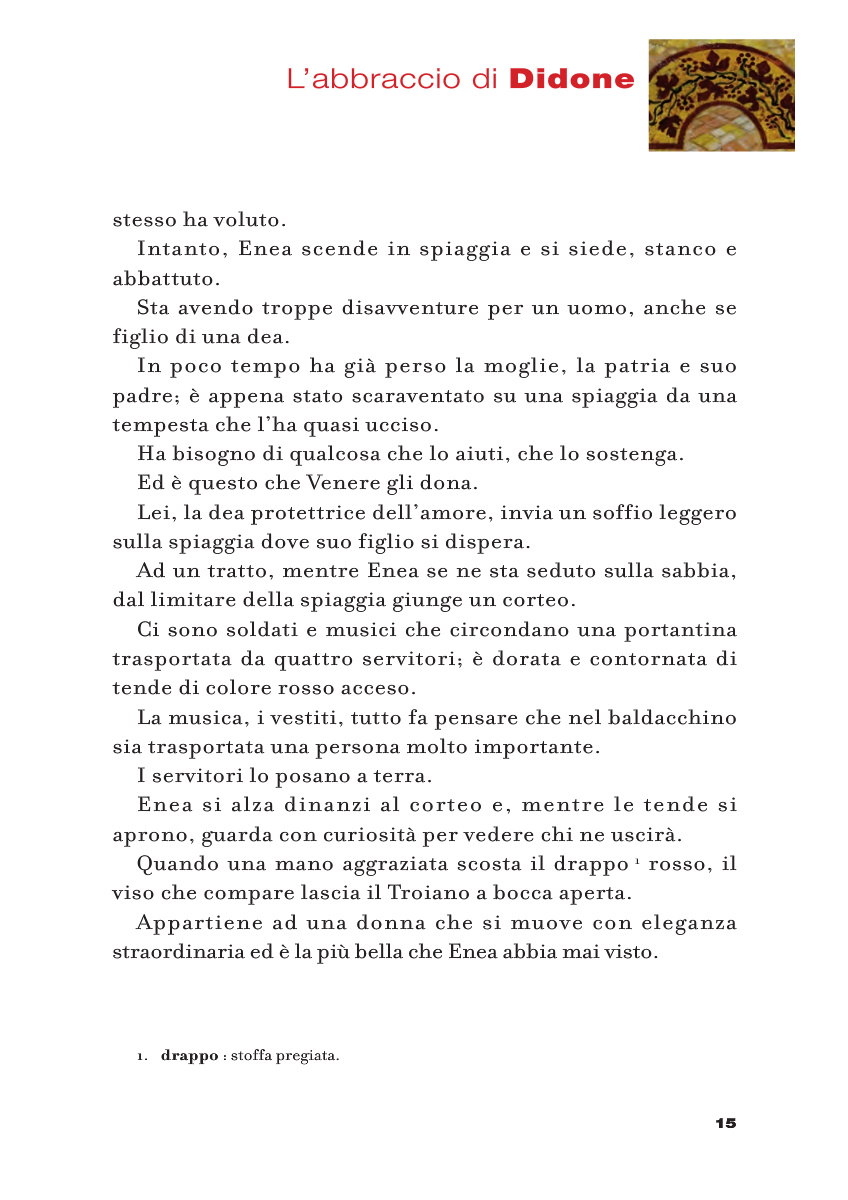 L'abbraccio di Didone
stesso ha voluto.
Intanto, Enea scende in spiaggia e si siede, stanco e
abbattuto.
Sta avendo troppe disavventure per un uomo, anche se
figlio di una dea.
In poco tempo ha già perso la moglie, la patria e suo
padre; è appena stato scaraventato su una spiaggia da una
tempesta che l'ha quasi ucciso.
Ha bisogno di qualcosa che lo aiuti, che lo sostenga.
Ed è questo che Venere gli dona.
Lei, la dea protettrice dell'amore, invia un soffio leggero
sulla spiaggia dove suo figlio si dispera.
Ad un tratto, mentre Enea se ne sta seduto sulla sabbia,
dal limitare della spiaggia giunge un corteo.
Ci sono soldati e musici che circondano una portantina
trasportata da quattro servitori; è dorata e contornata di
tende di colore rosso acceso.
La musica, i vestiti, tutto fa pensare che nel baldacchino
sia trasportata una persona molto importante.
I servitori lo posano a terra.
Enea si alza dinanzi al corteo e, mentre le tende si
aprono, guarda con curiosità per vedere chi ne uscirà.
Quando una mano aggraziata scosta il drappo 1 rosso, il
viso che compare lascia il Troiano a bocca aperta.
Appartiene ad una donna che si muove con eleganza
straordinaria ed è la più bella che Enea abbia mai visto.
1. drappo : stoffa pregiata.
15